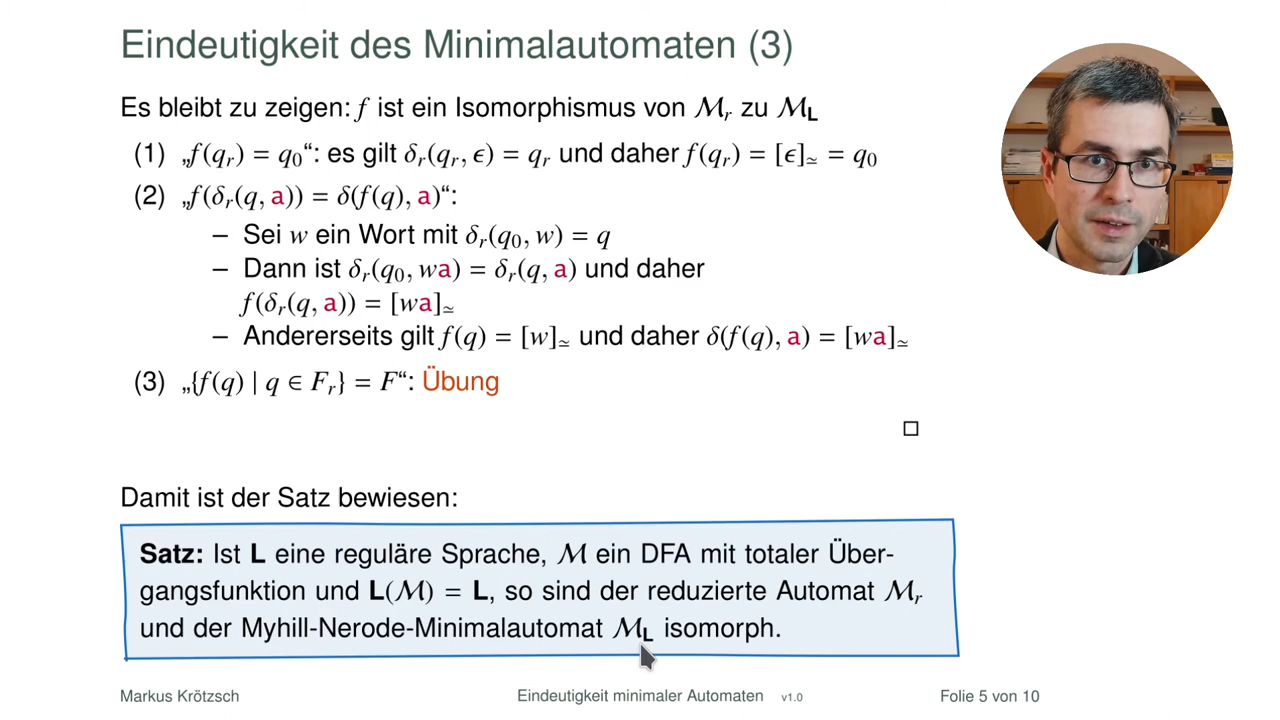 Eindeutigkeit des Minimalautomaten (3)
Es bleibt zu zeigen: f ist ein Isomorphismus von ℳᵣ zu ℳ_L
(1) „f(qᵣ) = q₀“: es gilt δᵣ(qᵣ, ϵ) = qᵣ und daher f(qᵣ) = [ϵ]≃ = q₀
(2) „f(δᵣ(q, a)) = δ(f(q), a)“:
– Sei w ein Wort mit δᵣ(q₀, w) = q
– Dann ist δᵣ(q₀, wa) = δᵣ(q, a) und daher
f(δᵣ(q, a)) = [wa]≃
– Andererseits gilt f(q) = [w]≃ und daher δ(f(q), a) = [wa]≃
(3) „{f(q) | q ∈ Fᵣ} = F“: Übung
□
Damit ist der Satz bewiesen:
Satz: Ist L eine reguläre Sprache, ℳ ein DFA mit totaler Über-
gangsfunktion und L(ℳ) = L, so sind der reduzierte Automat ℳᵣ
und der Myhill-Nerode-Minimalautomat ℳ_L isomorph.
Markus Krötzsch Eindeutigkeit minimaler Automaten v1.0 Folie 5 von 10